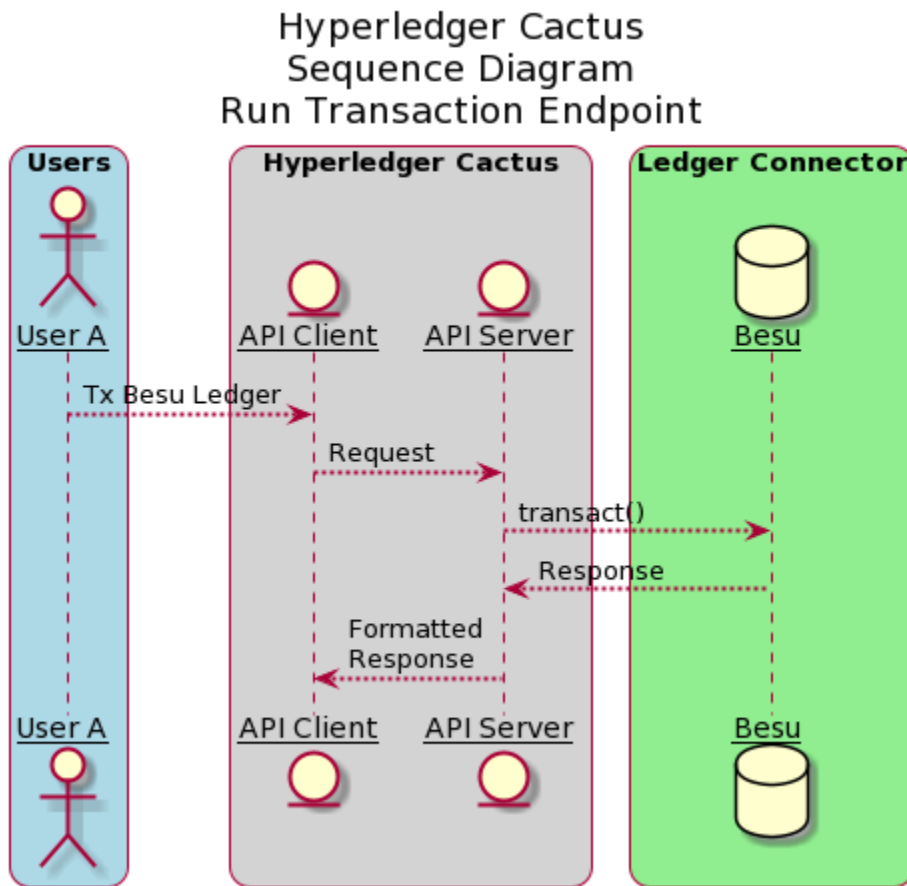 Hyperledger Cactus
Sequence Diagram
Run Transaction Endpoint
Users
Hyperledger Cactus
Ledger Connector
User A
API Client
API Server
Besu
Tx Besu Ledger
Request
transact()
Response
Formatted
Response
User A
API Client
API Server
Besu